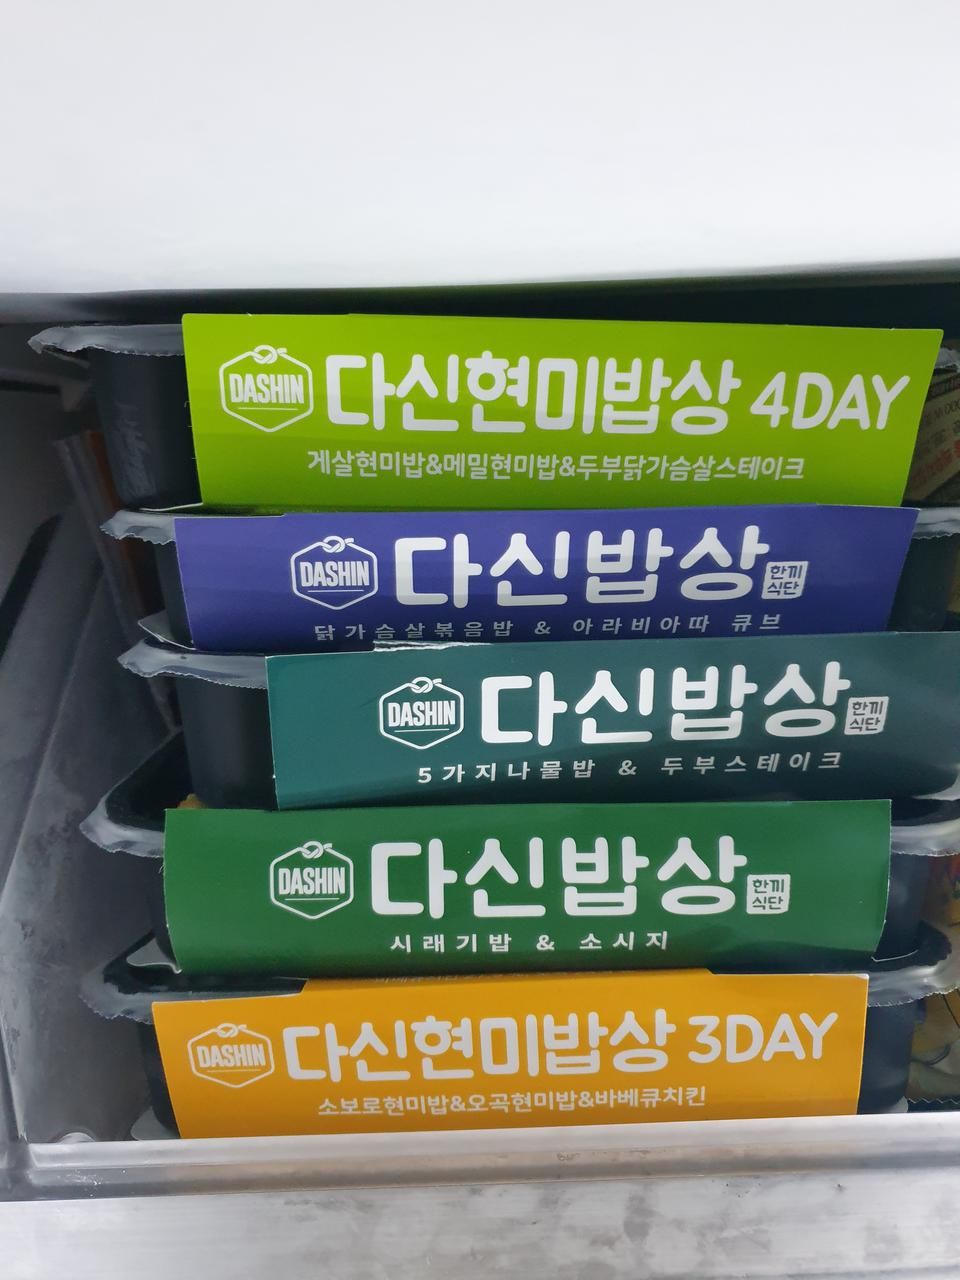 DASHIN 다신현미밥상 4DAY
게살현미밥&메밀현미밥&두부닭가슴살스테이크
DASHIN 다신밥상 한끼식단
닭가슴살볶음밥 & 아라비아따 큐브
DASHIN 다신밥상 한끼식단
5가지나물밥 & 두부스테이크
DASHIN 다신밥상 한끼식단
시래기밥 & 소시지
DASHIN 다신현미밥상 3DAY
소보로현미밥&오곡현미밥&바베큐치킨